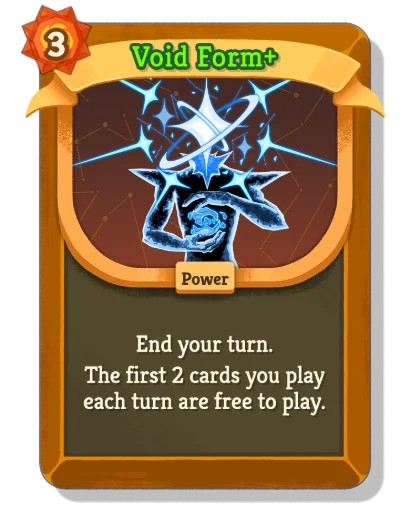 3
Void Form+
Power
End your turn.
The first 2 cards you play
each turn are free to play.